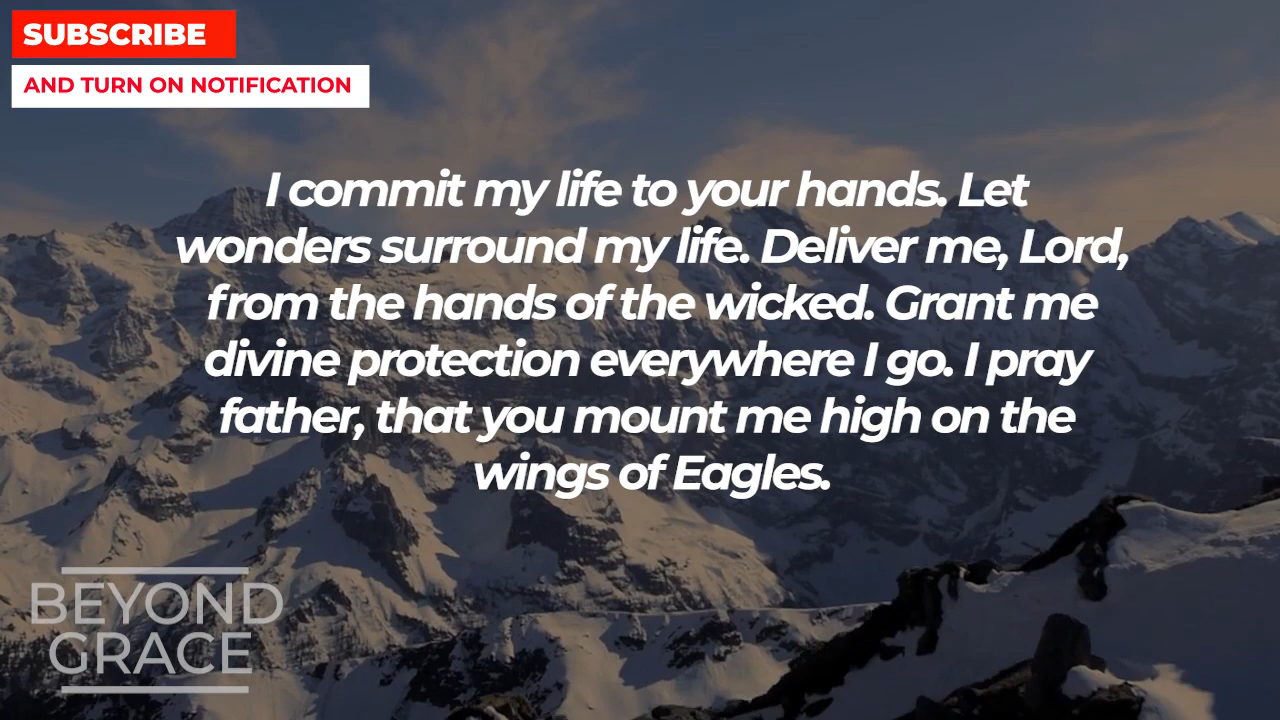 SUBSCRIBE
AND TURN ON NOTIFICATION
I commit my life to your hands. Let
wonders surround my life. Deliver me, Lord,
from the hands of the wicked. Grant me
divine protection everywhere I go. I pray
father, that you mount me high on the
wings of Eagles.
BEYOND
GRACE